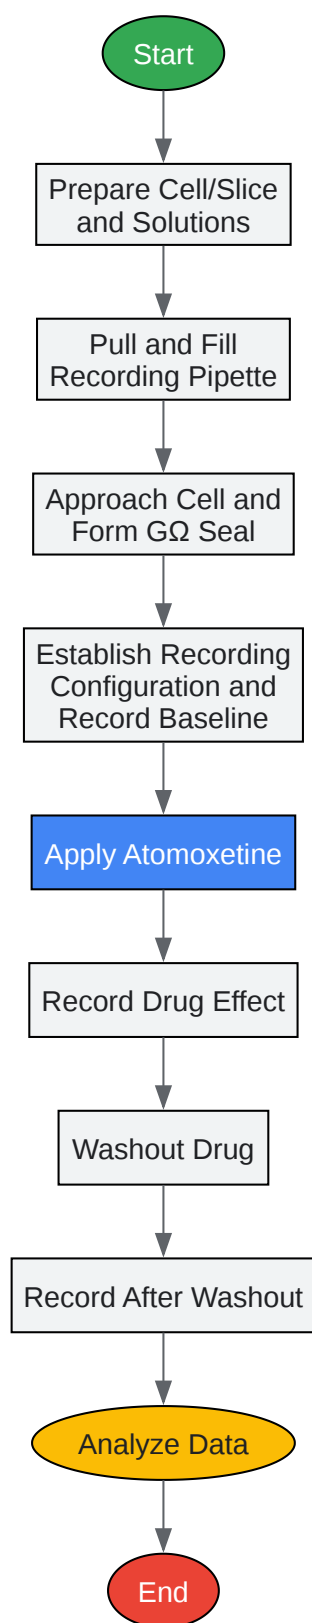 Start
Prepare Cell/Slice
and Solutions
Pull and Fill
Recording Pipette
Approach Cell and
Form GΩ Seal
Establish Recording
Configuration and
Record Baseline
Apply Atomoxetine
Record Drug Effect
Washout Drug
Record After Washout
Analyze Data
End